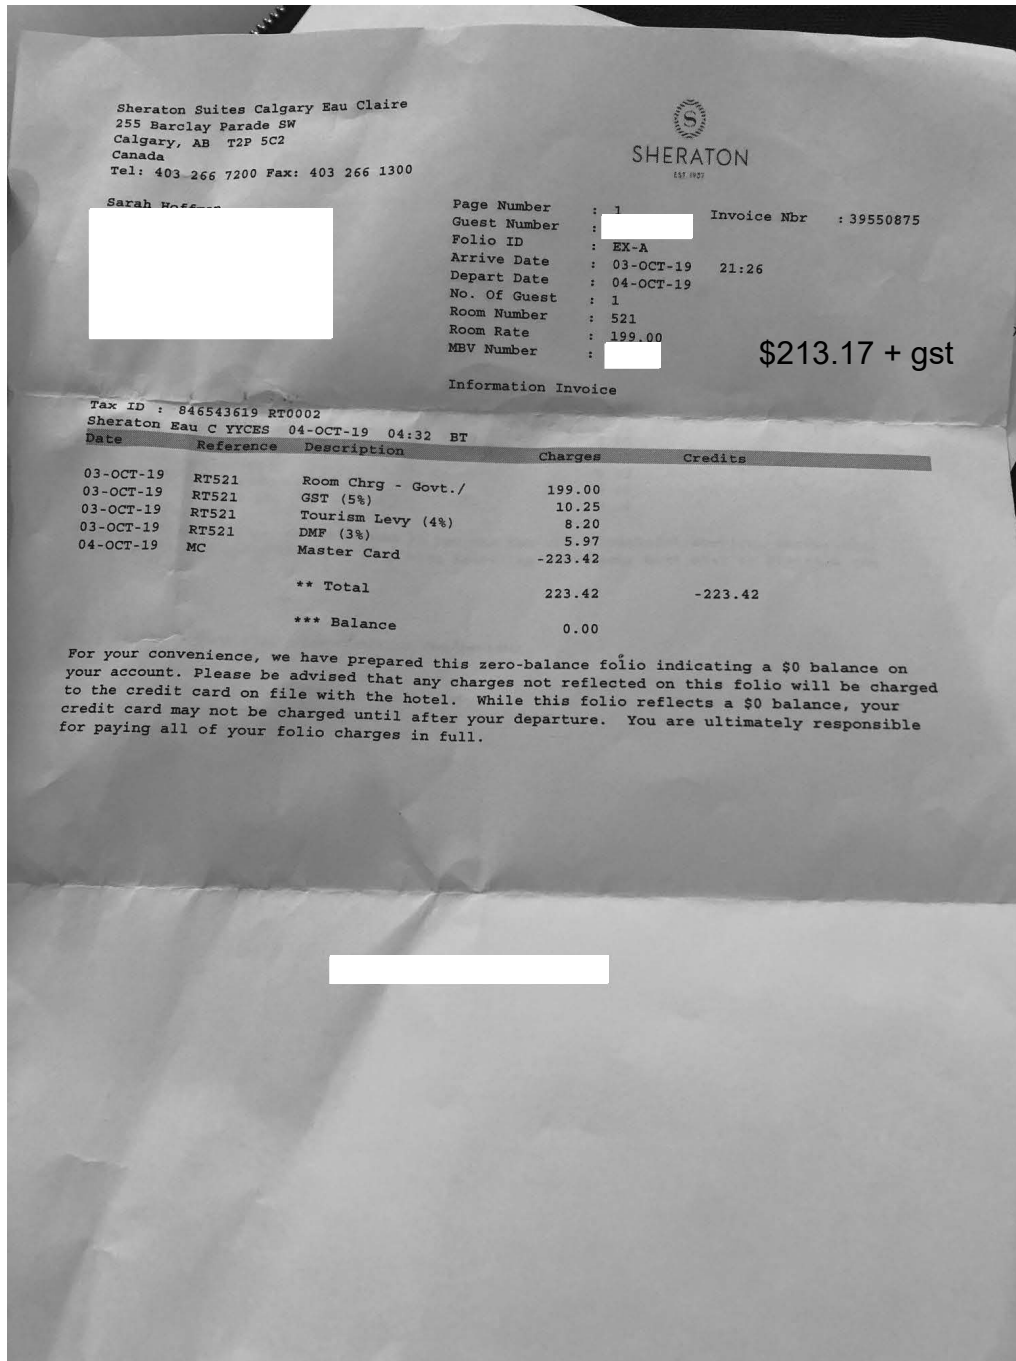 Sheraton Suites Calgary Eau Claire
255 Barclay Parade SW
Calgary, AB T2P 5C2
Canada
Tel: 403 266 7200 Fax: 403 266 1300
SHERATON
EST. 1937
Sarah
Page Number : 1 Invoice Nbr : 39550875
Guest Number :
Folio ID : EX-A
Arrive Date : 03-OCT-19 21:26
Depart Date : 04-OCT-19
No. Of Guest : 1
Room Number : 521
Room Rate : 199.00
MBV Number :
$213.17 + gst
Information Invoice
Tax ID : 846543619 RT0002
Sheraton Eau C YYCES 04-OCT-19 04:32 BT
Date Reference Description Charges Credits
03-OCT-19 RT521 Room Chrg - Govt./ 199.00
03-OCT-19 RT521 GST (5%) 10.25
03-OCT-19 RT521 Tourism Levy (4%) 8.20
03-OCT-19 RT521 DMF (3%) 5.97
04-OCT-19 MC Master Card -223.42
** Total 223.42 -223.42
*** Balance 0.00
For your convenience, we have prepared this zero-balance folio indicating a $0 balance on
your account. Please be advised that any charges not reflected on this folio will be charged
to the credit card on file with the hotel. While this folio reflects a $0 balance, your
credit card may not be charged until after your departure. You are ultimately responsible
for paying all of your folio charges in full.